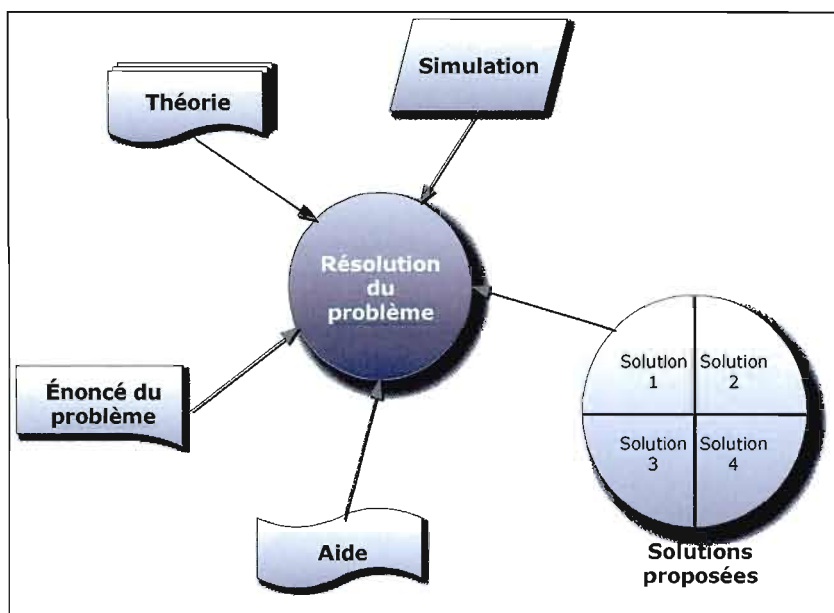 Simulation
Théorie
Résolution
du
problème
Solution
1
Solution
2
Énoncé du
problème
Solution
3
Solution
4
Aide
Solutions
proposées